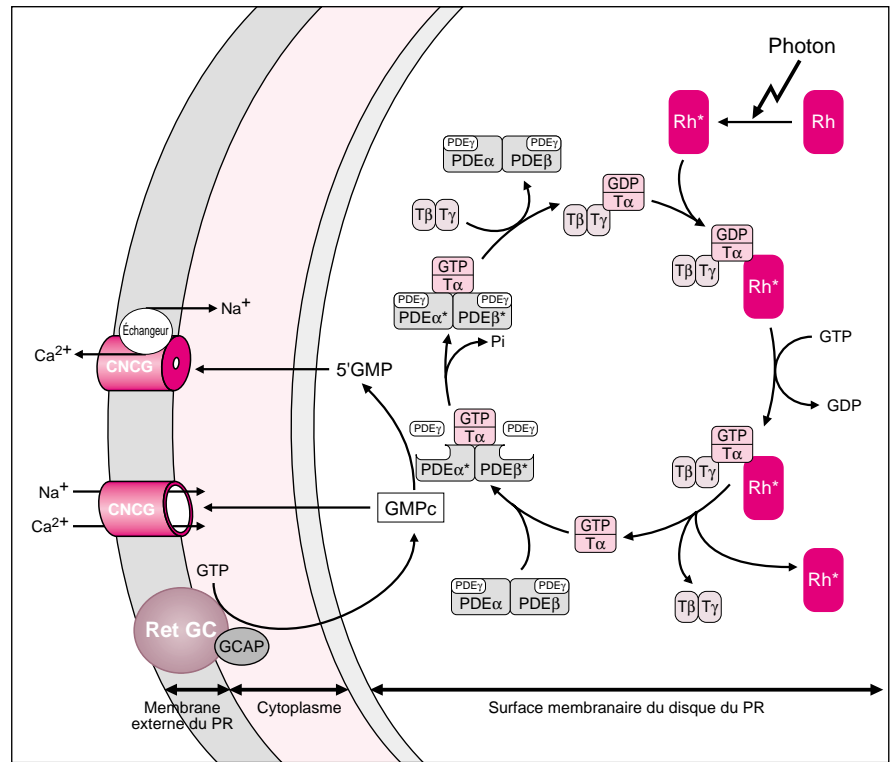 Photon
Rh*
Rh
PDEγ
PDEγ
PDEα
PDEβ
GDP
Tα
Tβ
Tγ
Tβ
Tγ
GDP
Tα
Tβ
Tγ
Rh*
GTP
Tα
PDEγ
PDEγ
PDEα*
PDEβ*
Na+
Échangeur
Ca2+
CNCG
Pi
GTP
5'GMP
GDP
GTP
Tα
PDEγ
PDEγ
PDEα*
PDEβ*
GTP
Tα
Tβ
Tγ
Rh*
Na+
CNCG
Ca2+
GMPc
GTP
Tα
GTP
PDEγ
PDEγ
PDEα
PDEβ
Tβ
Tγ
Rh*
Ret GC
GCAP
Membrane
externe du PR
Cytoplasme
Surface membranaire du disque du PR